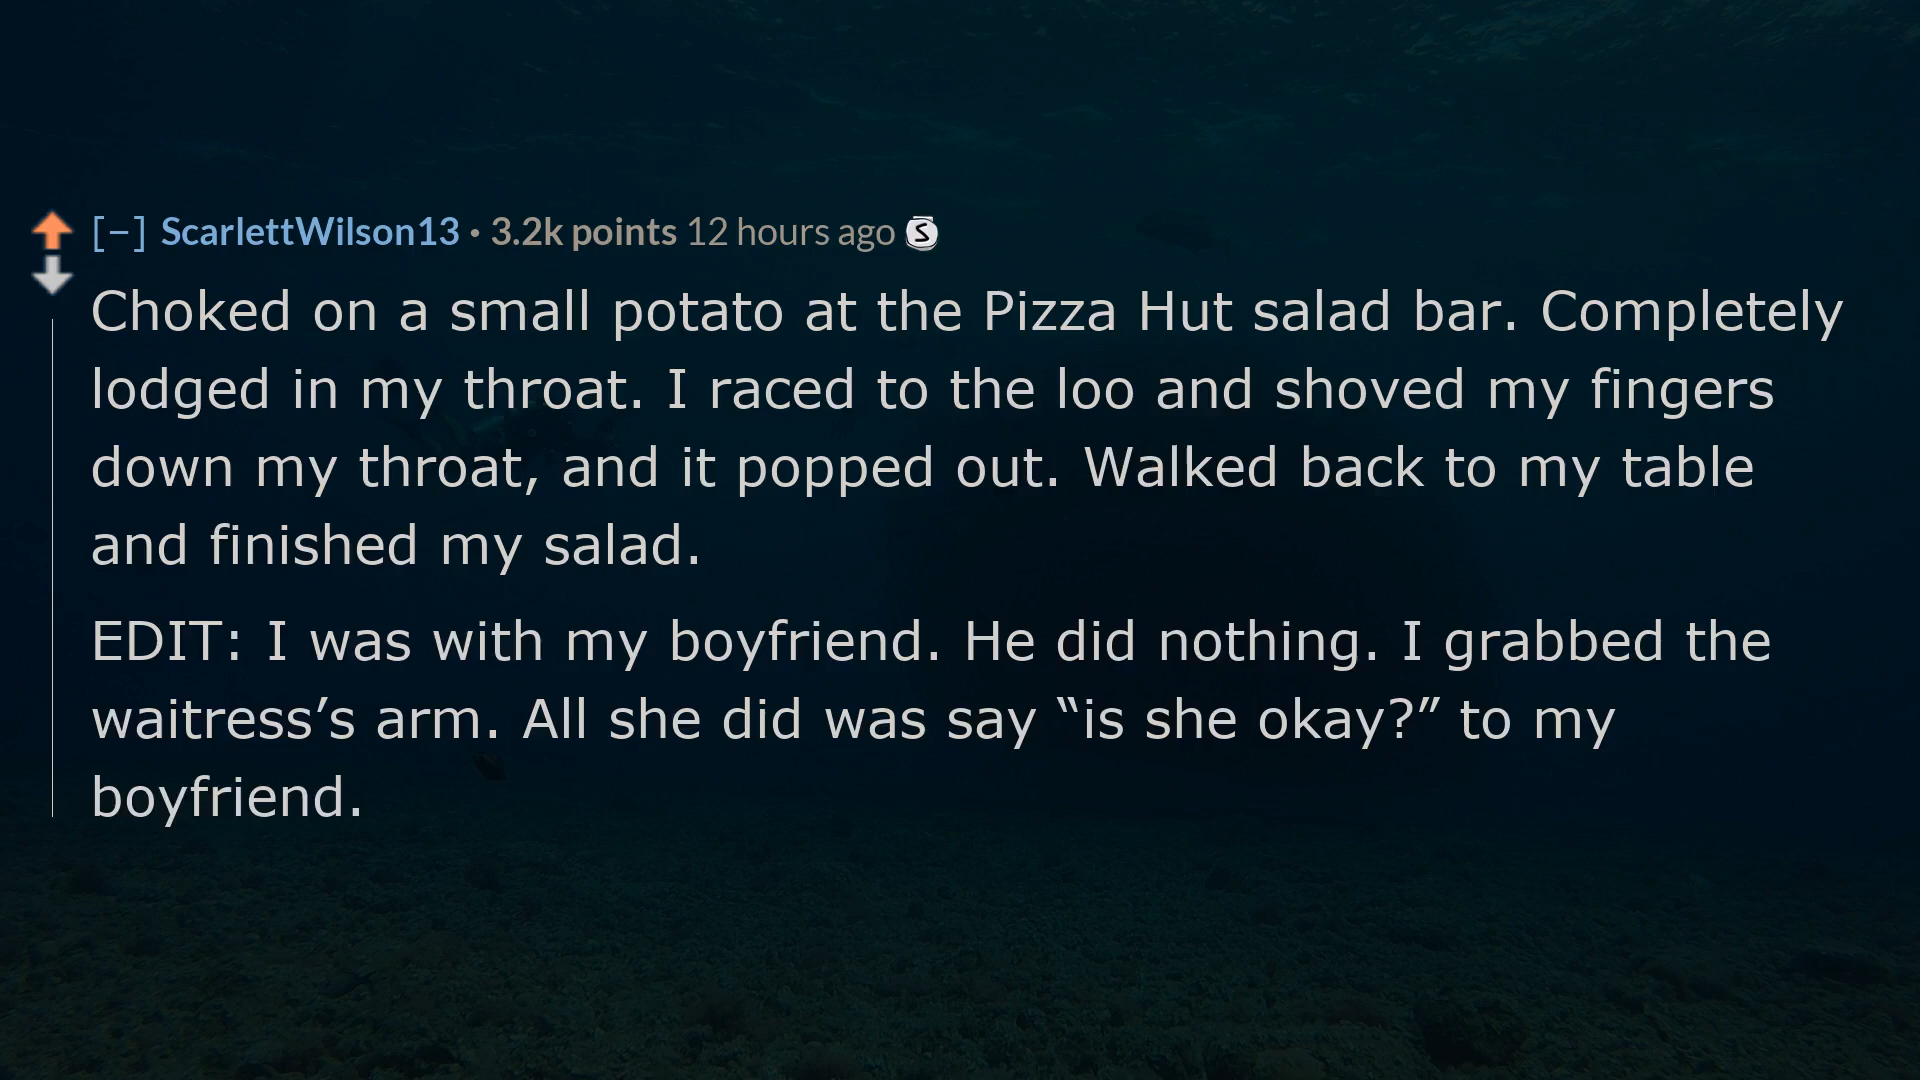 [−] ScarlettWilson13 · 3.2k points 12 hours ago S
Choked on a small potato at the Pizza Hut salad bar. Completely
lodged in my throat. I raced to the loo and shoved my fingers
down my throat, and it popped out. Walked back to my table
and finished my salad.
EDIT: I was with my boyfriend. He did nothing. I grabbed the
waitress’s arm. All she did was say “is she okay?” to my
boyfriend.